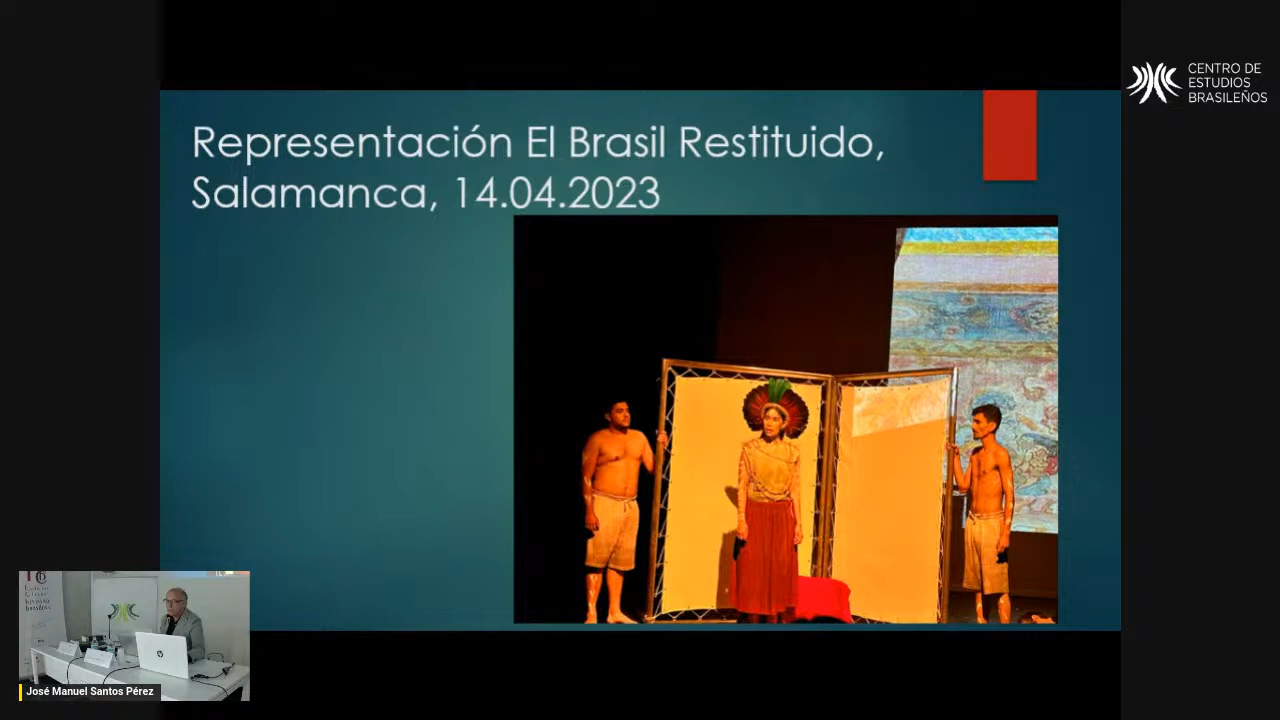 Representación El Brasil Restituido,
Salamanca, 14.04.2023
CENTRO DE
ESTUDIOS
BRASILEÑOS
José Manuel Santos Pérez